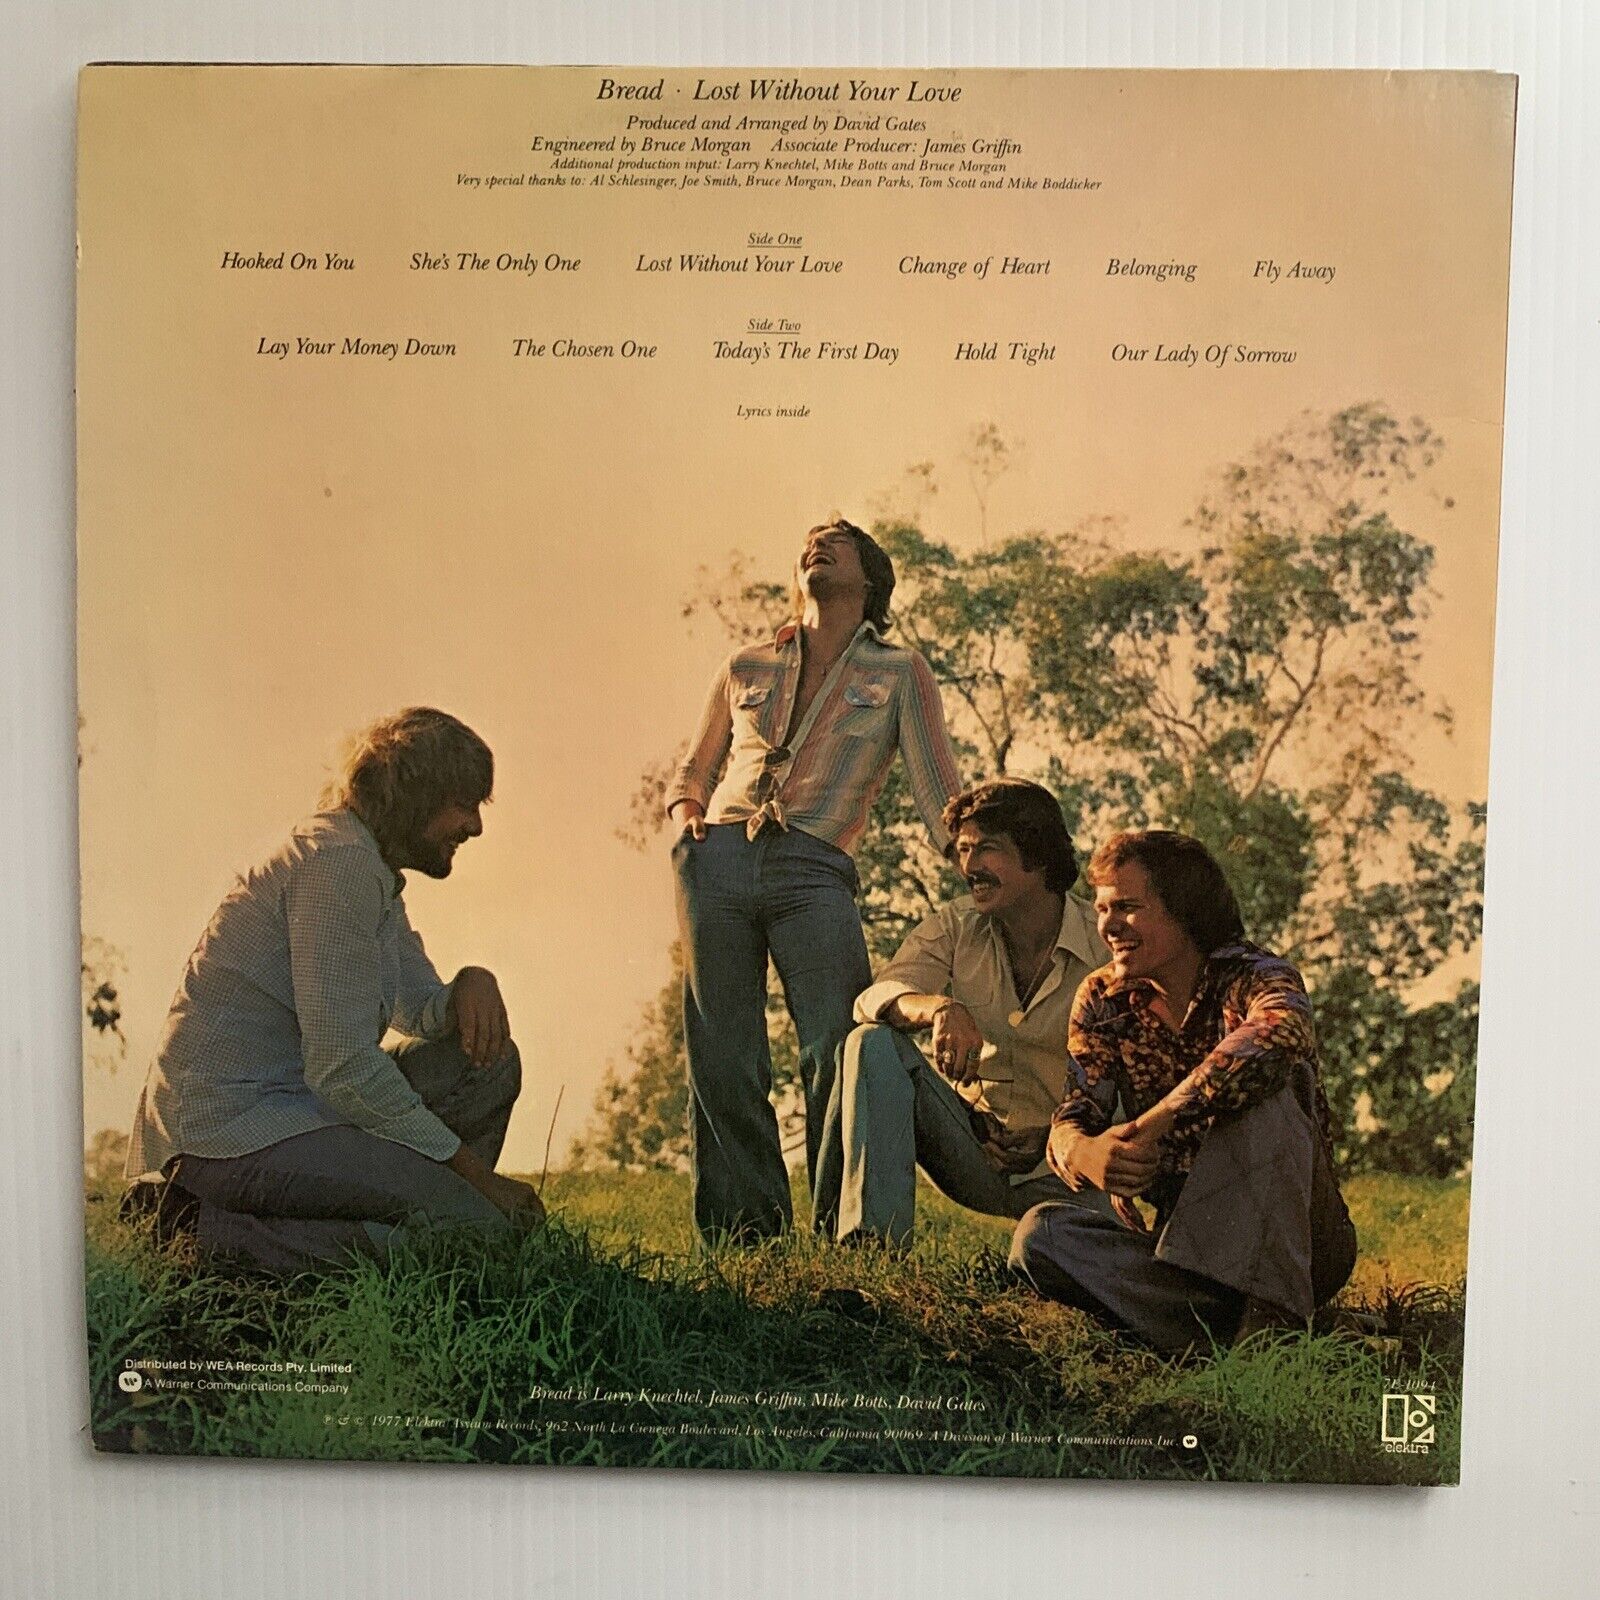 Bread · Lost Without Your Love
Produced and Arranged by David Gates
Engineered by Bruce Morgan Associate Producer: James Griffin
Additional production input: Larry Knechtel, Mike Botts and Bruce Morgan
Very special thanks to: Al Schlesinger, Joe Smith, Bruce Morgan, Dean Parks, Tom Scott and Mike Boddicker
Side One
Hooked On You She's The Only One Lost Without Your Love Change of Heart Belonging Fly Away
Side Two
Lay Your Money Down The Chosen One Today's The First Day Hold Tight Our Lady Of Sorrow
Lyrics inside
Distributed by WEA Records Pty. Limited
A Warner Communications Company
Bread is Larry Knechtel, James Griffin, Mike Botts, David Gates
℗ & © 1977 Elektra/Asylum Records, 962 North La Cienega Boulevard, Los Angeles, California 90069. A Division of Warner Communications Inc.
7E-1094
elektra